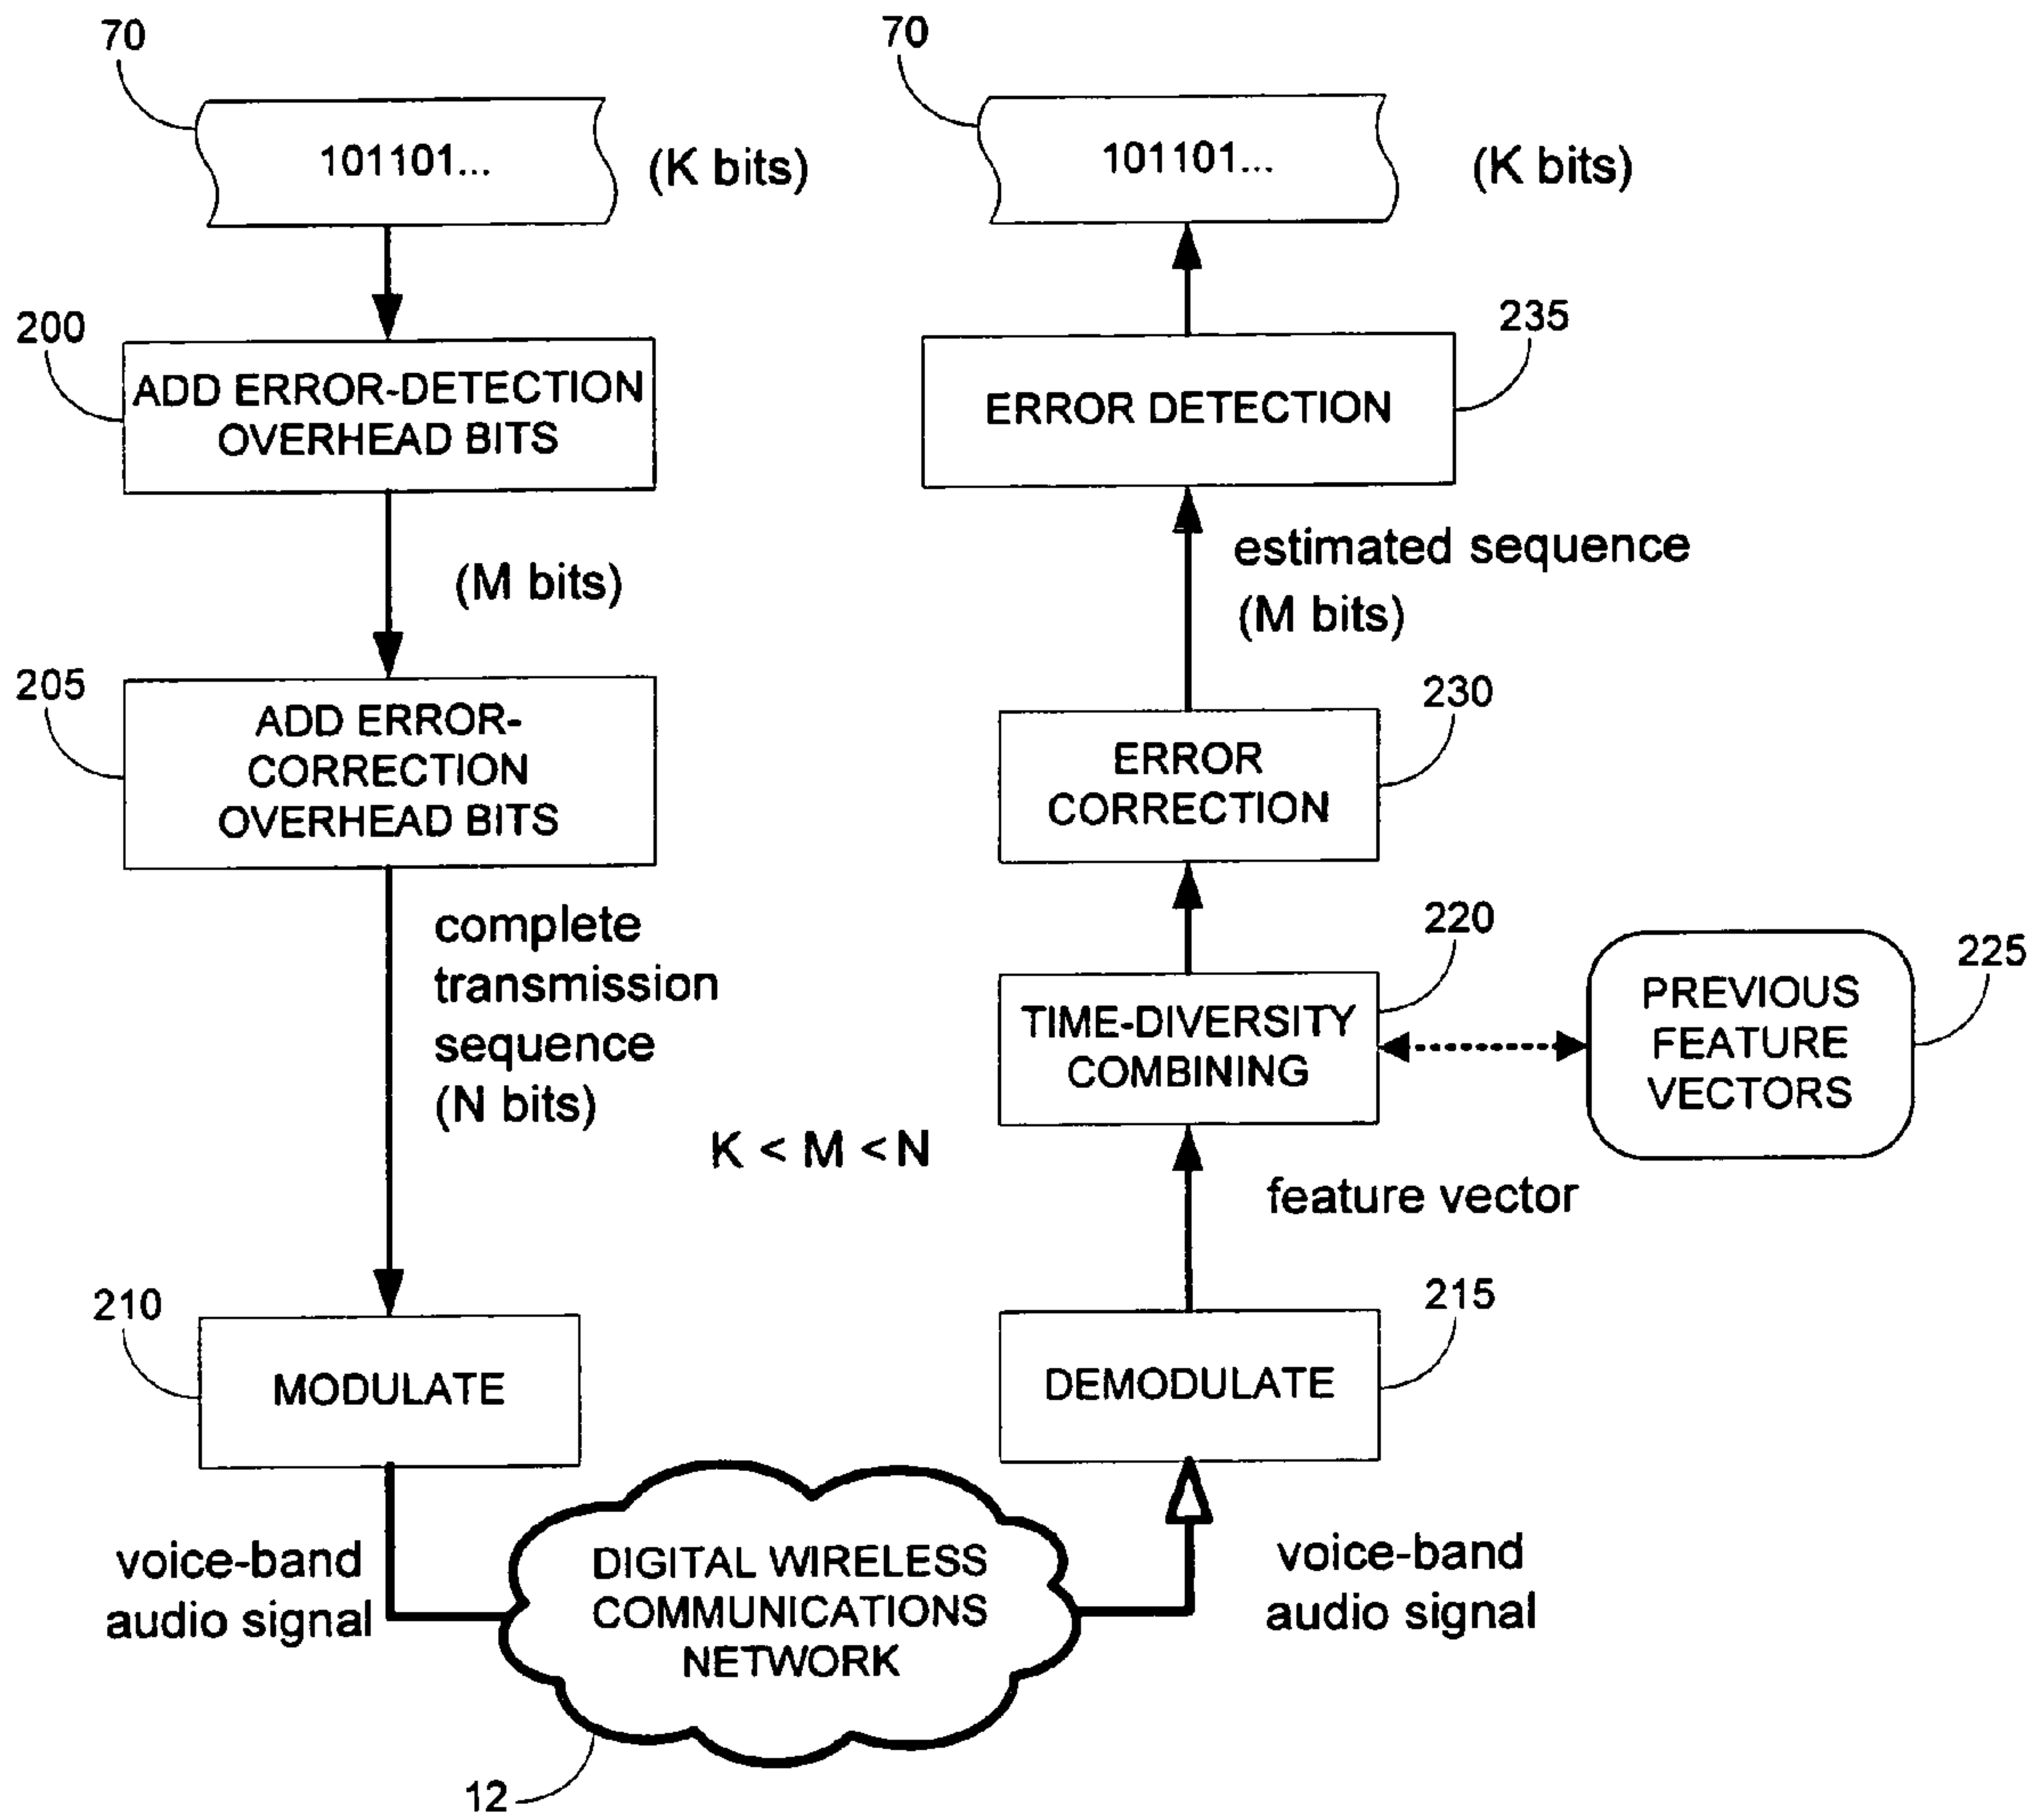 70
101101...
(K bits)
200
ADD ERROR-DETECTION
OVERHEAD BITS
(M bits)
205
ADD ERROR-
CORRECTION
OVERHEAD BITS
complete
transmission
sequence
(N bits)
K < M < N
210
MODULATE
voice-band
audio signal
DIGITAL WIRELESS
COMMUNICATIONS
NETWORK
12
voice-band
audio signal
215
DEMODULATE
feature vector
220
TIME-DIVERSITY
COMBINING
225
PREVIOUS
FEATURE
VECTORS
230
ERROR
CORRECTION
estimated sequence
(M bits)
235
ERROR DETECTION
70
101101...
(K bits)